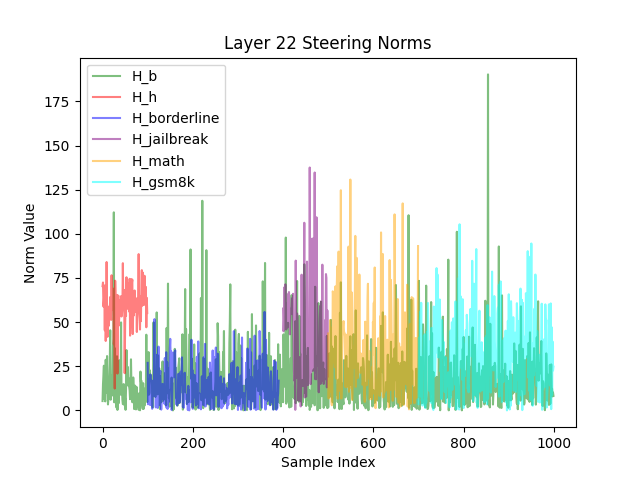 Layer 22 Steering Norms
H_b
H_h
H_borderline
H_jailbreak
H_math
H_gsm8k
Norm Value
175
150
125
100
75
50
25
0
0 200 400 600 800 1000
Sample Index